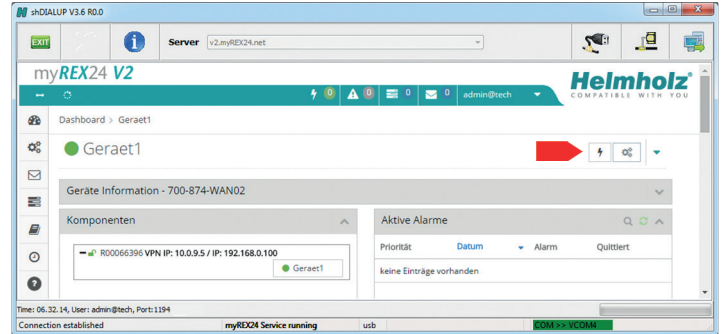 shDIALUP V3.6 R0.0
EXIT Server v2.myREX24.net
myREX24 V2
Helmholz®
COMPATIBLE WITH YOU
0 0 0 0 admin@tech
Dashboard > Geraet1
Geraet1
Geräte Information - 700-874-WAN02
Komponenten
R00066396 VPN IP: 10.0.9.5 / IP: 192.168.0.100
Geraet1
Aktive Alarme
Priorität Datum Alarm Quittiert
keine Einträge vorhanden
Time: 06.32.14, User: admin@tech, Port:1194
Connection established myREX24 Service running usb COM >> VCOM4